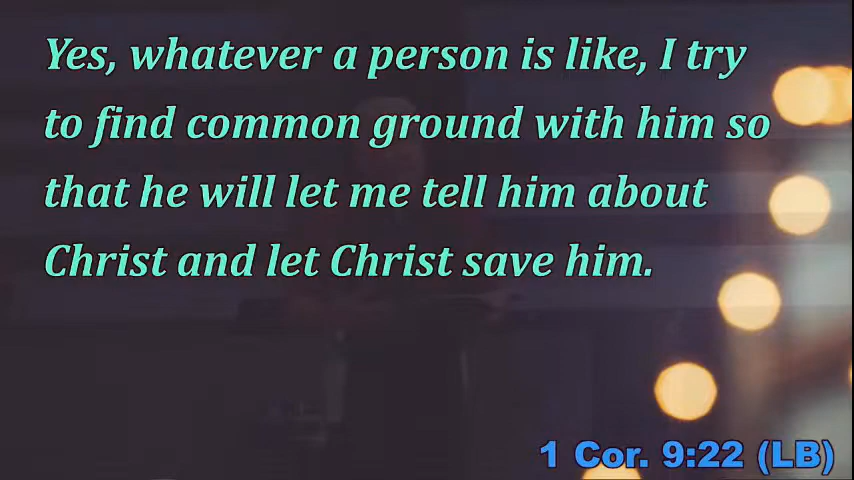 Yes, whatever a person is like, I try
to find common ground with him so
that he will let me tell him about
Christ and let Christ save him.
1 Cor. 9:22 (LB)